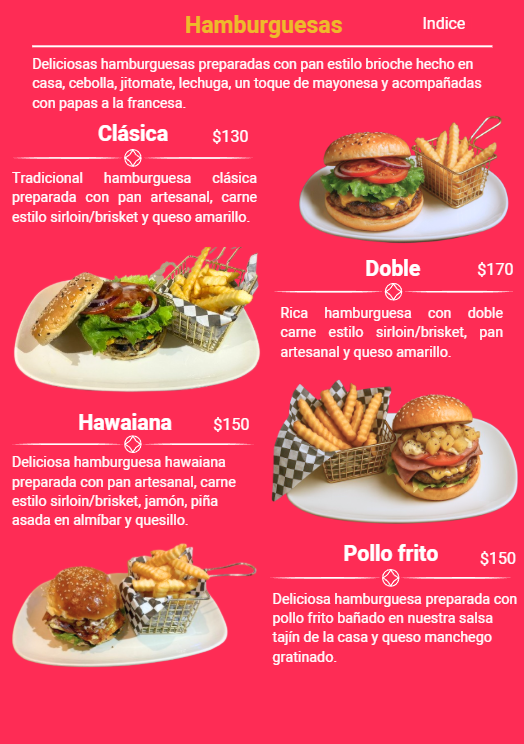 Hamburguesas
Indice
Deliciosas hamburguesas preparadas con pan estilo brioche hecho en
casa, cebolla, jitomate, lechuga, un toque de mayonesa y acompañadas
con papas a la francesa.
Clásica $130
Tradicional hamburguesa clásica
preparada con pan artesanal, carne
estilo sirloin/brisket y queso amarillo.
Doble $170
Rica hamburguesa con doble
carne estilo sirloin/brisket, pan
artesanal y queso amarillo.
Hawaiana $150
Deliciosa hamburguesa hawaiana
preparada con pan artesanal, carne
estilo sirloin/brisket, jamón, piña
asada en almíbar y quesillo.
Pollo frito $150
Deliciosa hamburguesa preparada con
pollo frito bañado en nuestra salsa
tajín de la casa y queso manchego
gratinado.